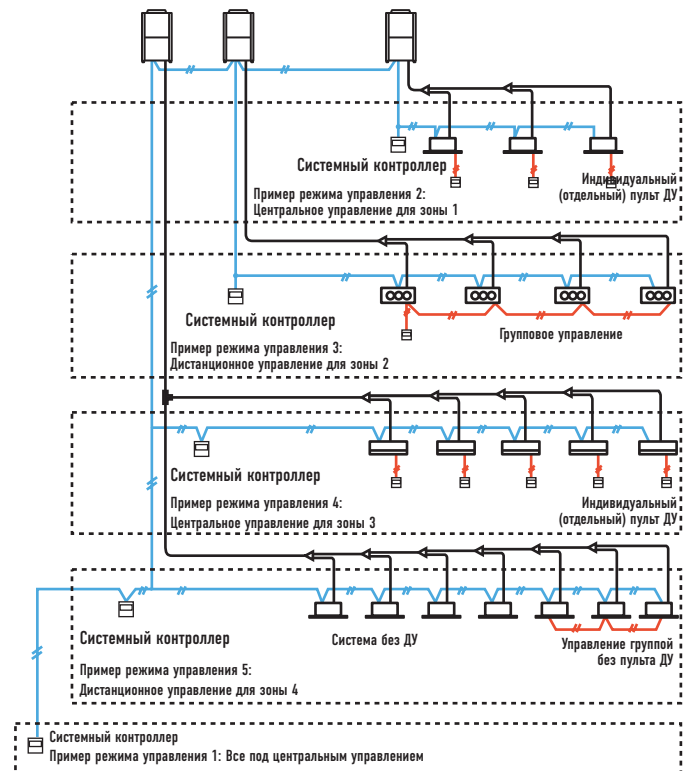 Системный контроллер
Индивидуальный
(отдельный) пульт ДУ
Пример режима управления 2:
Центральное управление для зоны 1
Системный контроллер
Групповое управление
Пример режима управления 3:
Дистанционное управление для зоны 2
Системный контроллер
Пример режима управления 4:
Центральное управление для зоны 3
Индивидуальный
(отдельный) пульт ДУ
Системный контроллер
Система без ДУ
Управление группой
без пульта ДУ
Пример режима управления 5:
Дистанционное управление для зоны 4
Системный контроллер
Пример режима управления 1: Все под центральным управлением